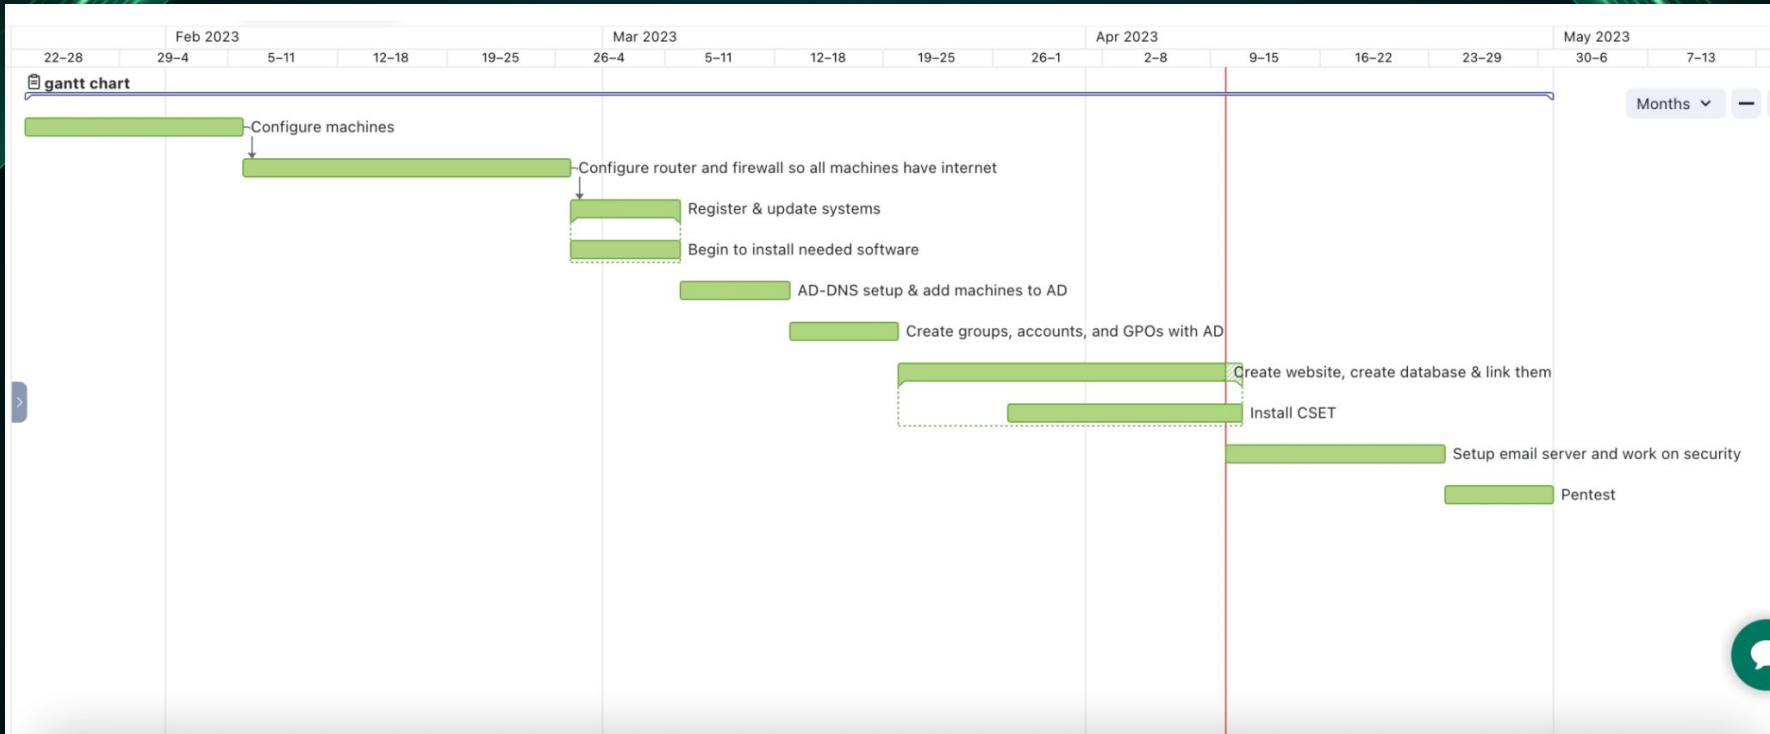 Feb 2023 Mar 2023 Apr 2023 May 2023
22–28 29–4 5–11 12–18 19–25 26–4 5–11 12–18 19–25 26–1 2–8 9–15 16–22 23–29 30–6 7–13
gantt chart
Months
Configure machines
Configure router and firewall so all machines have internet
Register & update systems
Begin to install needed software
AD-DNS setup & add machines to AD
Create groups, accounts, and GPOs with AD
Create website, create database & link them
Install CSET
Setup email server and work on security
Pentest